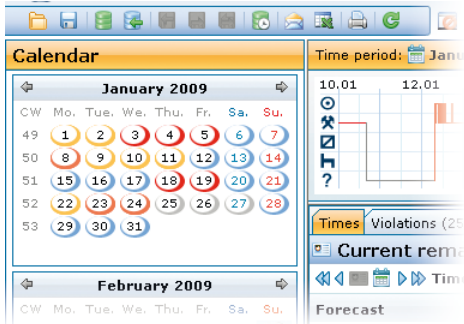 Calendar
January 2009
CW Mo. Tue. We. Thu. Fr. Sa. Su.
49 1 2 3 4 5 6 7
50 8 9 10 11 12 13 14
51 15 16 17 18 19 20 21
52 22 23 24 25 26 27 28
53 29 30 31
February 2009
CW Mo. Tue. We. Thu. Fr. Sa. Su.
Time period: Janu
10.01 12.01
?
Times Violations (25
Current rema
Time
Forecast